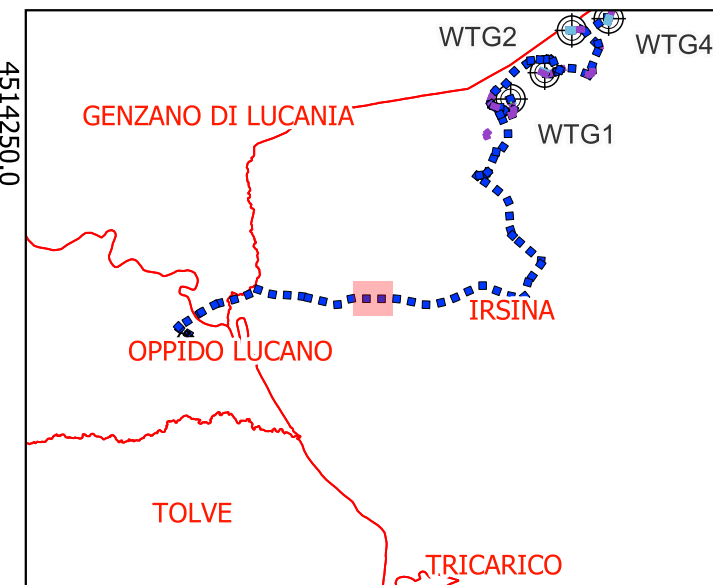 WTG2
WTG4
4514250.0
GENZANO DI LUCANIA
WTG1
IRSINA
OPPIDO LUCANO
TOLVE
TRICARICO